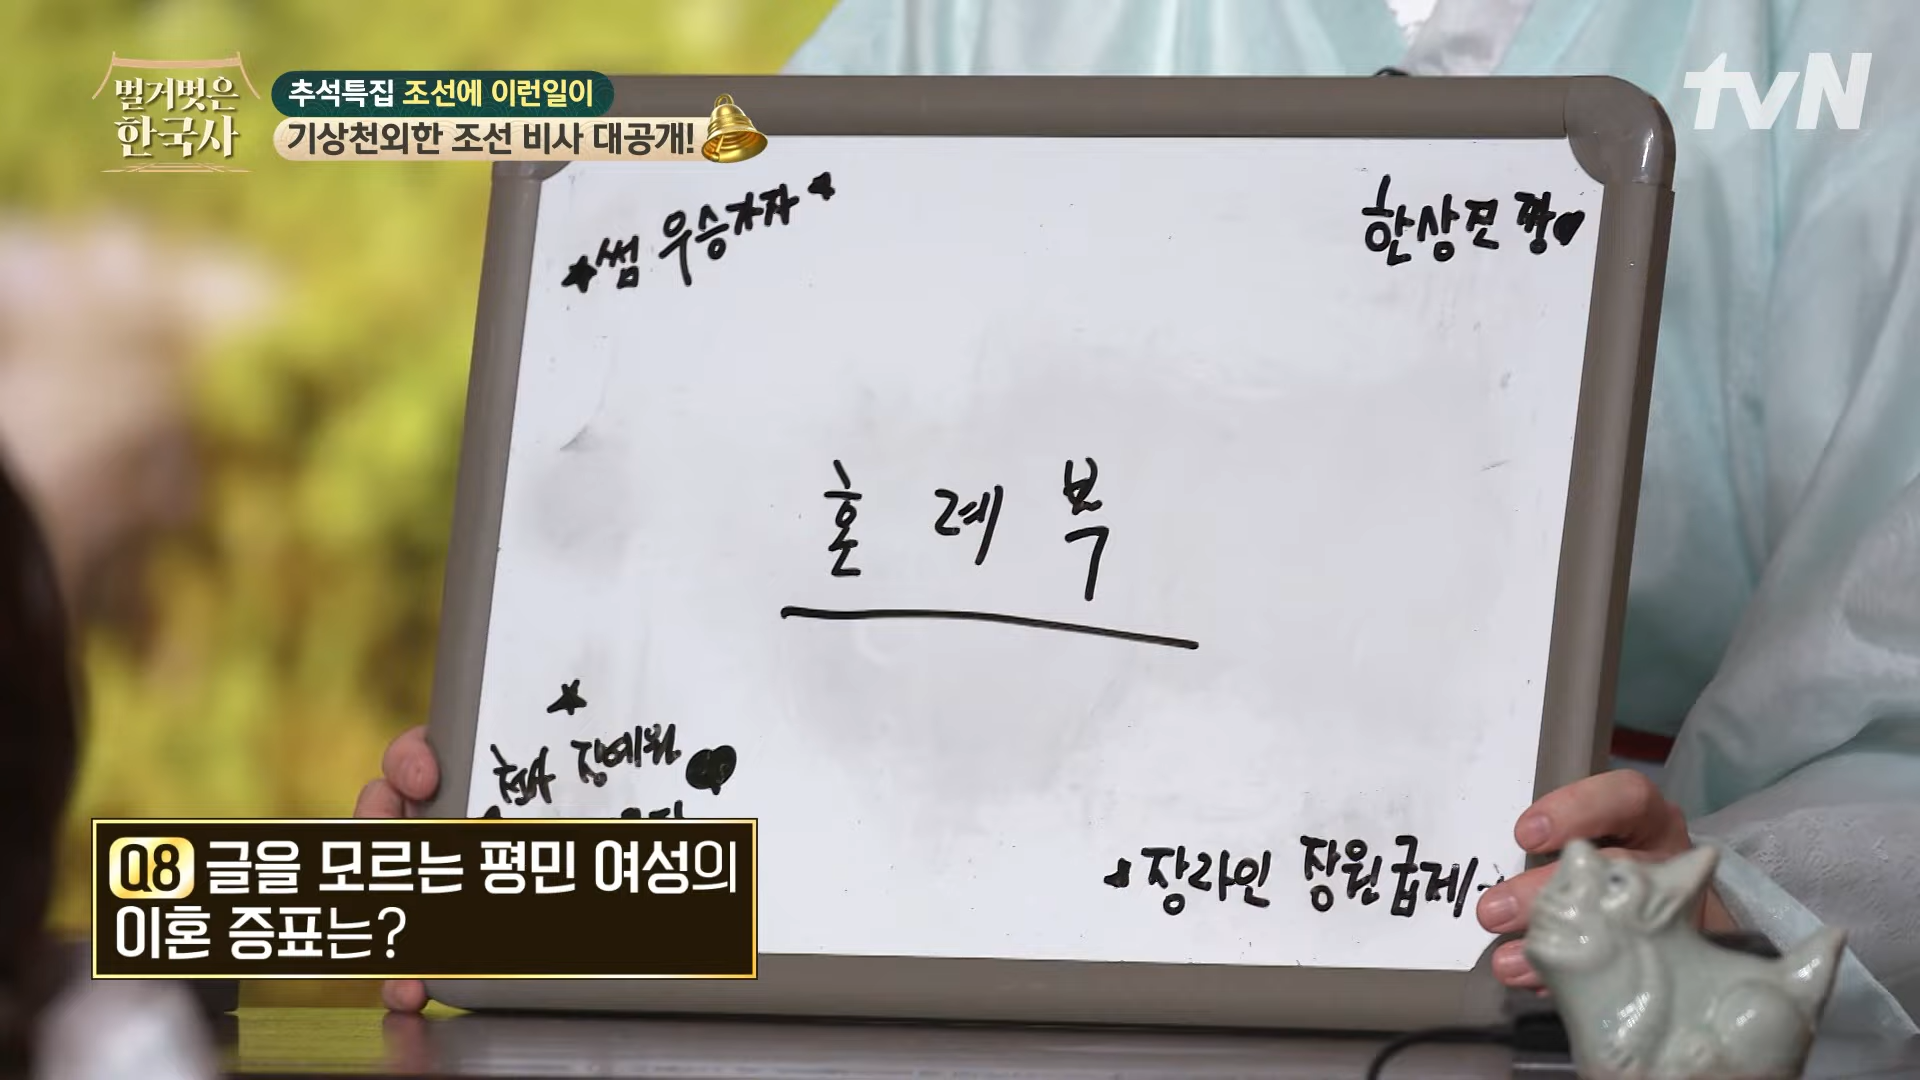 벌거벗은
한국사
추석특집 조선에 이런일이
기상천외한 조선 비사 대공개!
tvN
★썸 우승자자★
한상진 짱♥
혼례복
장예원
장라인 장원급제
Q8 글을 모르는 평민 여성의
이혼 증표는?